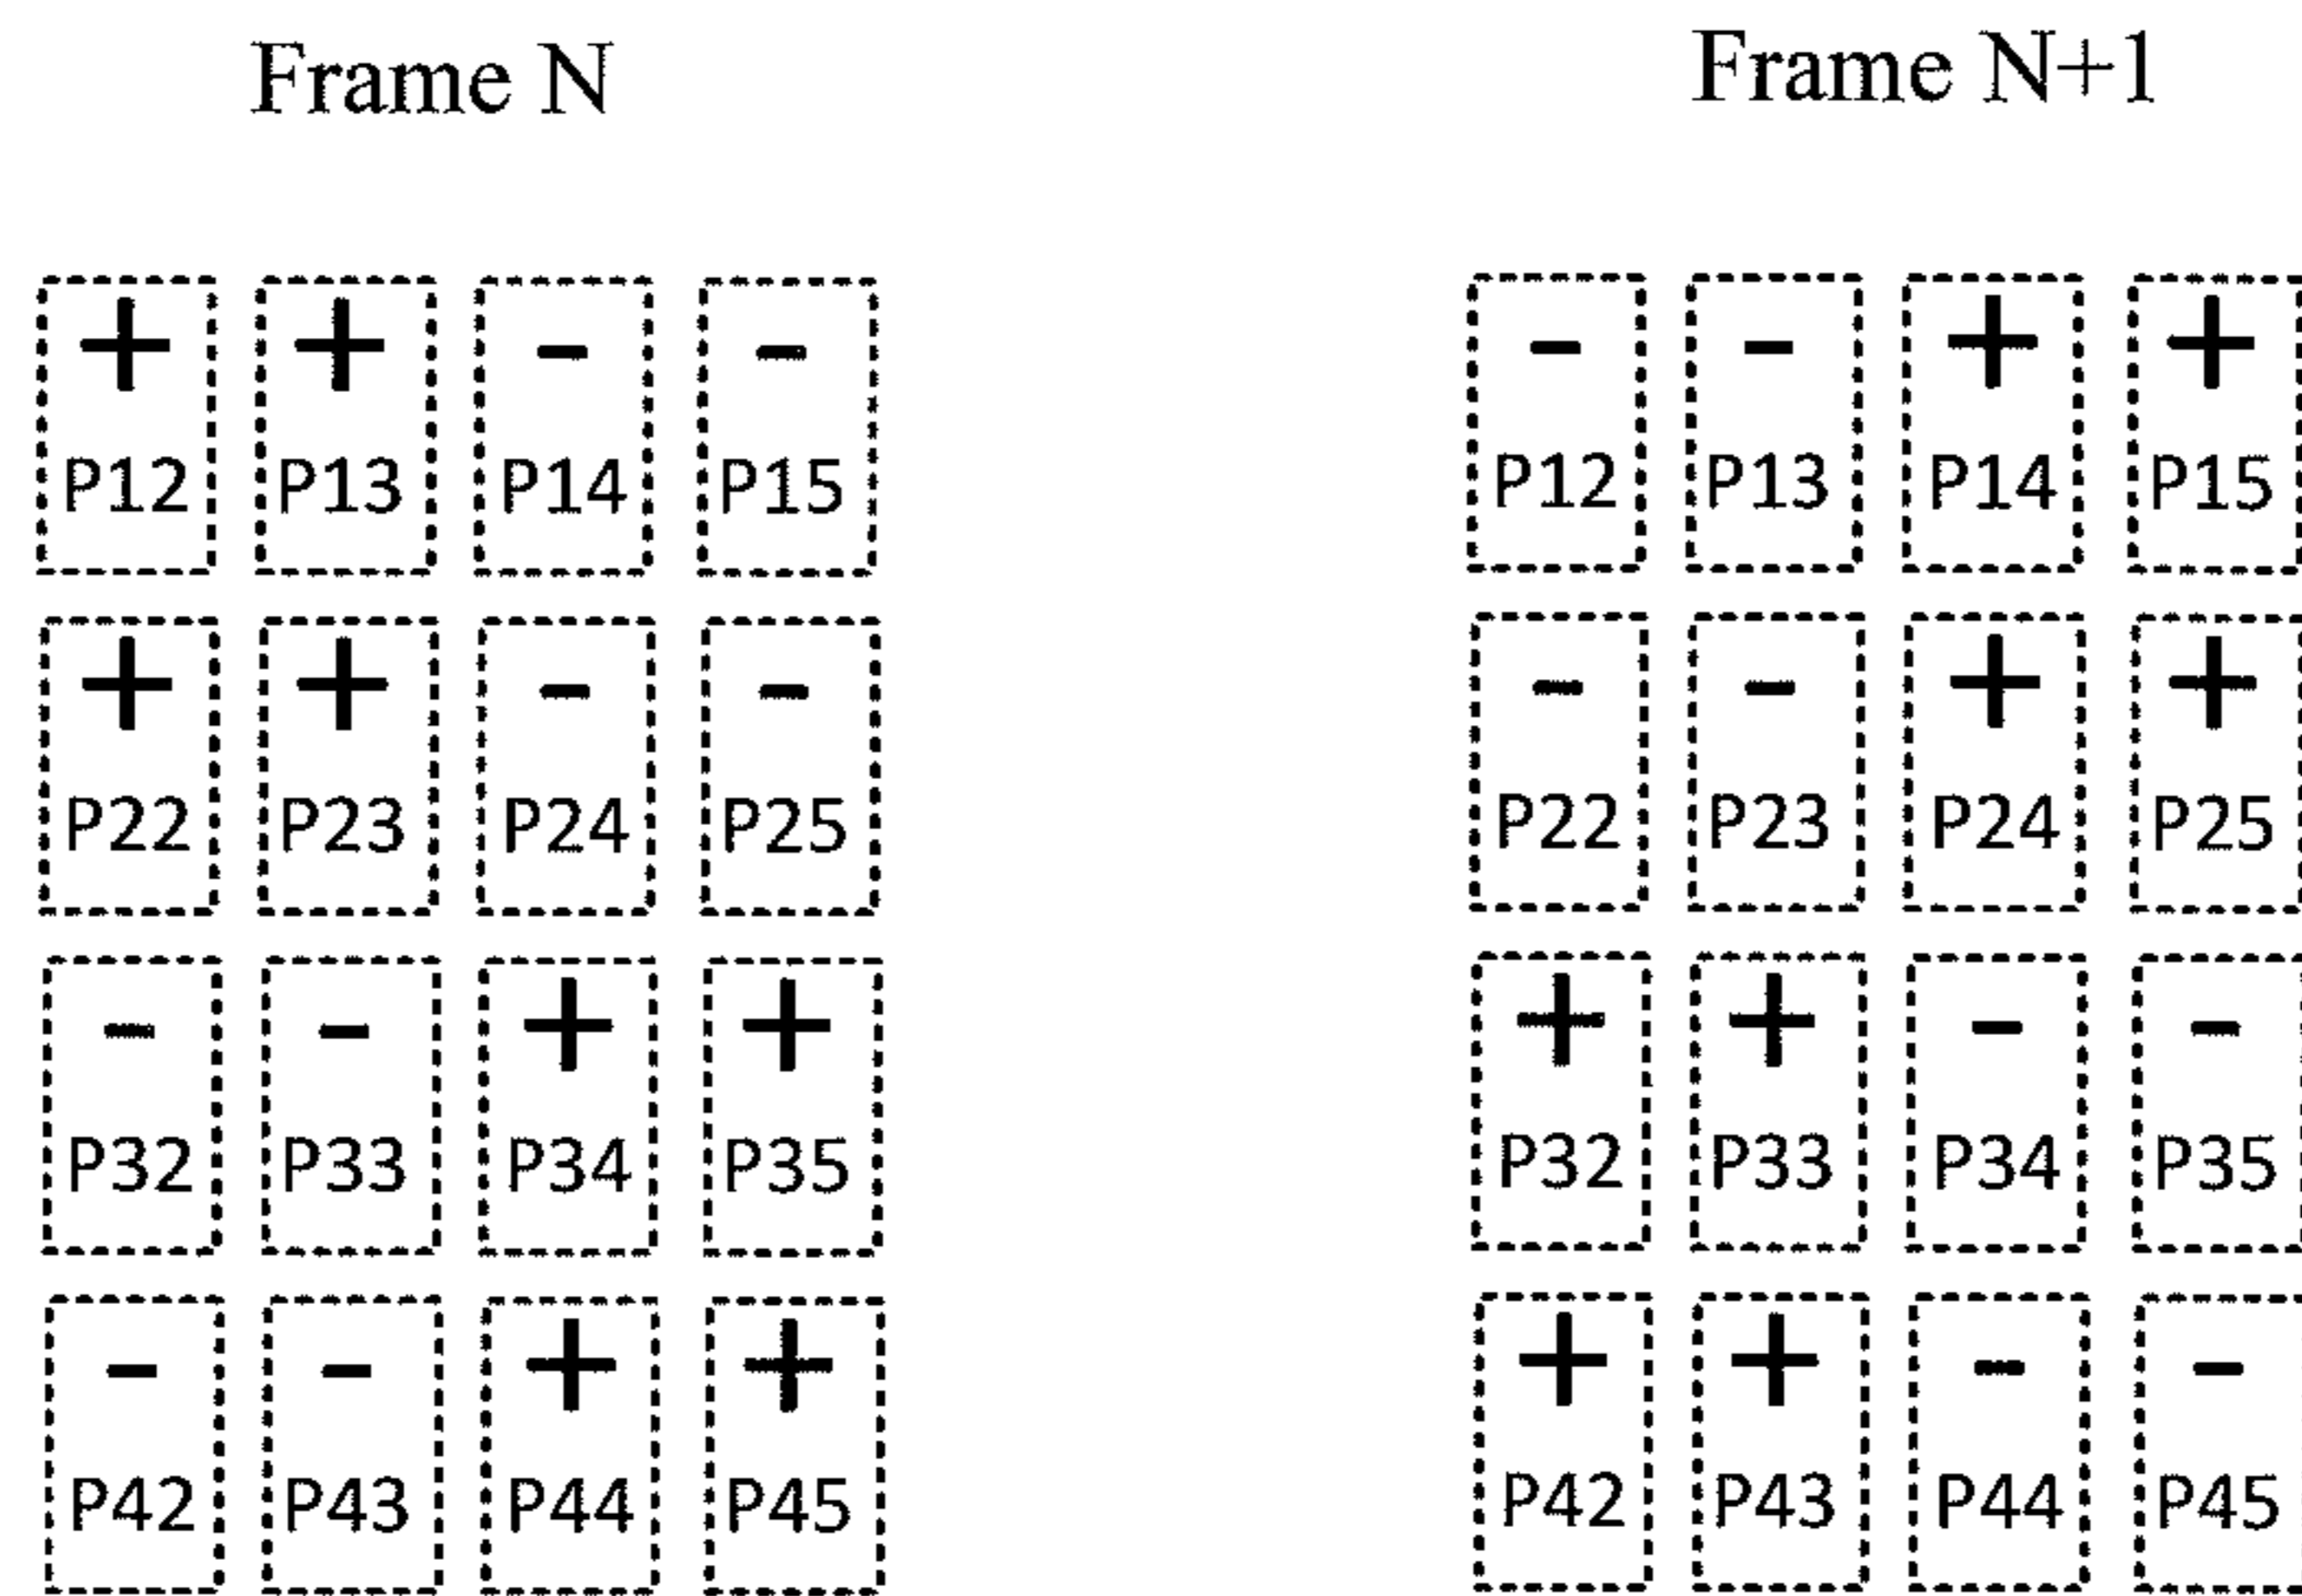 Frame N Frame N+1
+ + - - - - + +
P12 P13 P14 P15 P12 P13 P14 P15
+ + - - - - + +
P22 P23 P24 P25 P22 P23 P24 P25
- - + + + + - -
P32 P33 P34 P35 P32 P33 P34 P35
- - + + + + - -
P42 P43 P44 P45 P42 P43 P44 P45